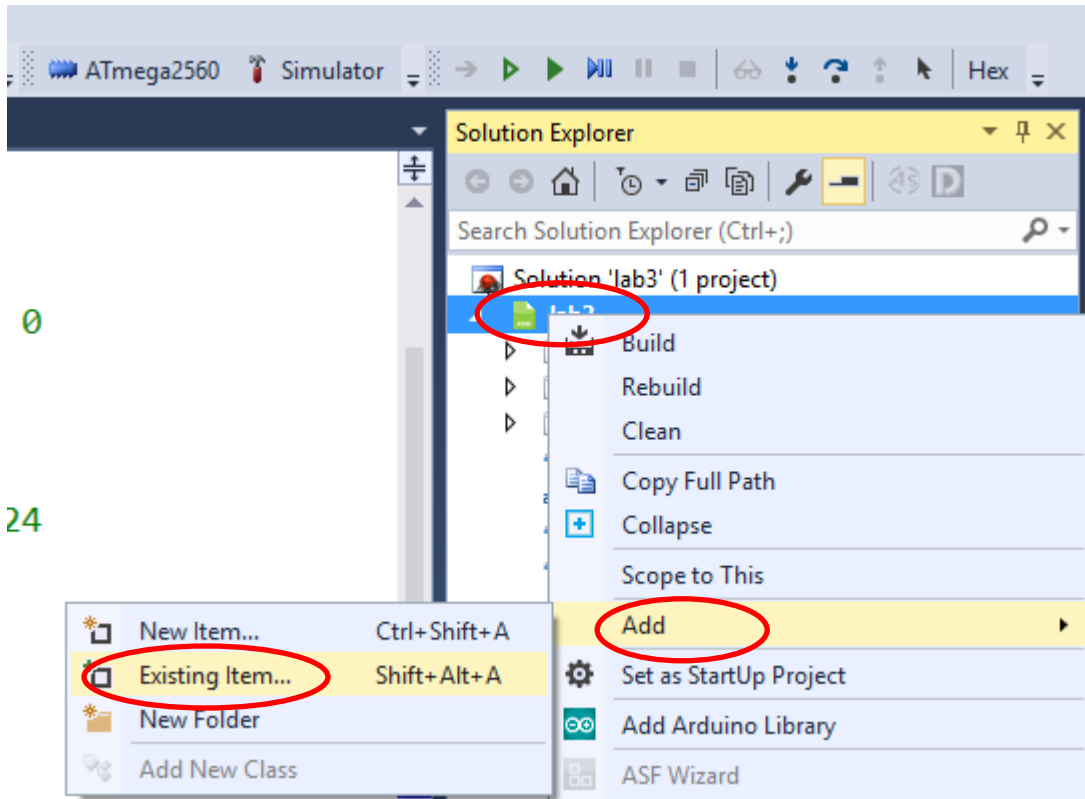 ATmega2560 Simulator Hex
Solution Explorer
Search Solution Explorer (Ctrl+;)
Solution 'lab3' (1 project)
lab3
0
24
Build
Rebuild
Clean
Copy Full Path
Collapse
Scope to This
Add
Set as StartUp Project
Add Arduino Library
ASF Wizard
New Item... Ctrl+Shift+A
Existing Item... Shift+Alt+A
New Folder
Add New Class